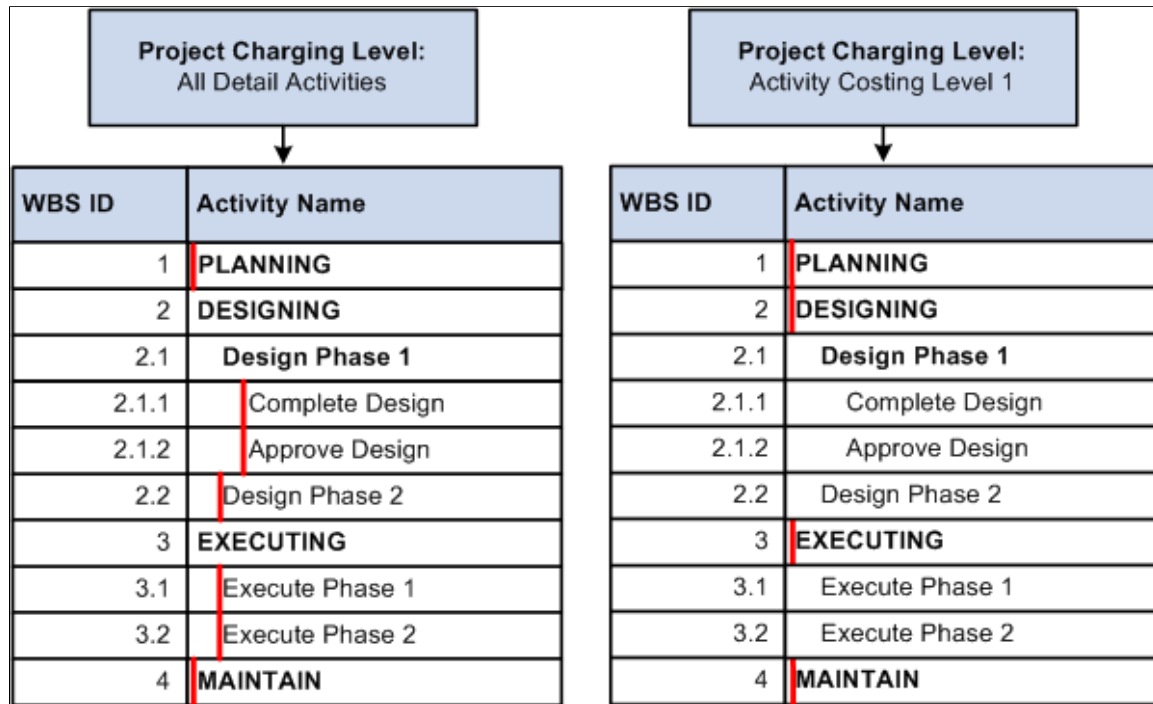 Project Charging Level:
All Detail Activities
WBS ID Activity Name
1 PLANNING
2 DESIGNING
2.1 Design Phase 1
2.1.1 Complete Design
2.1.2 Approve Design
2.2 Design Phase 2
3 EXECUTING
3.1 Execute Phase 1
3.2 Execute Phase 2
4 MAINTAIN
Project Charging Level:
Activity Costing Level 1
WBS ID Activity Name
1 PLANNING
2 DESIGNING
2.1 Design Phase 1
2.1.1 Complete Design
2.1.2 Approve Design
2.2 Design Phase 2
3 EXECUTING
3.1 Execute Phase 1
3.2 Execute Phase 2
4 MAINTAIN